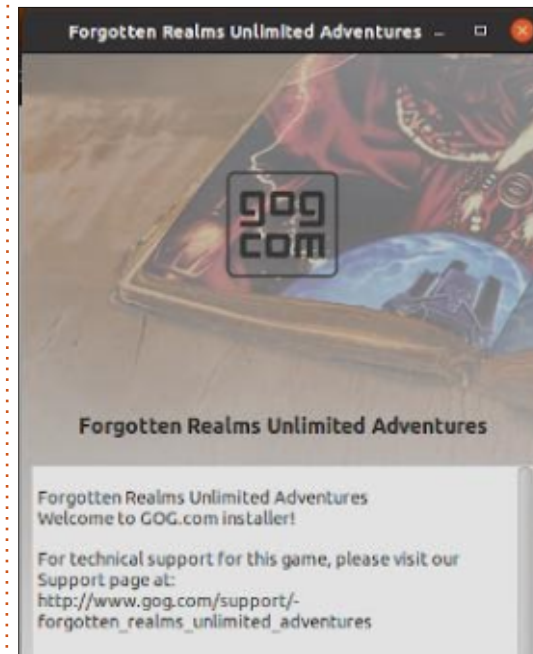 Forgotten Realms Unlimited Adventures
gog
com
Forgotten Realms Unlimited Adventures
Forgotten Realms Unlimited Adventures
Welcome to GOG.com installer!
For technical support for this game, please visit our
Support page at:
http://www.gog.com/support/-
forgotten_realms_unlimited_adventures